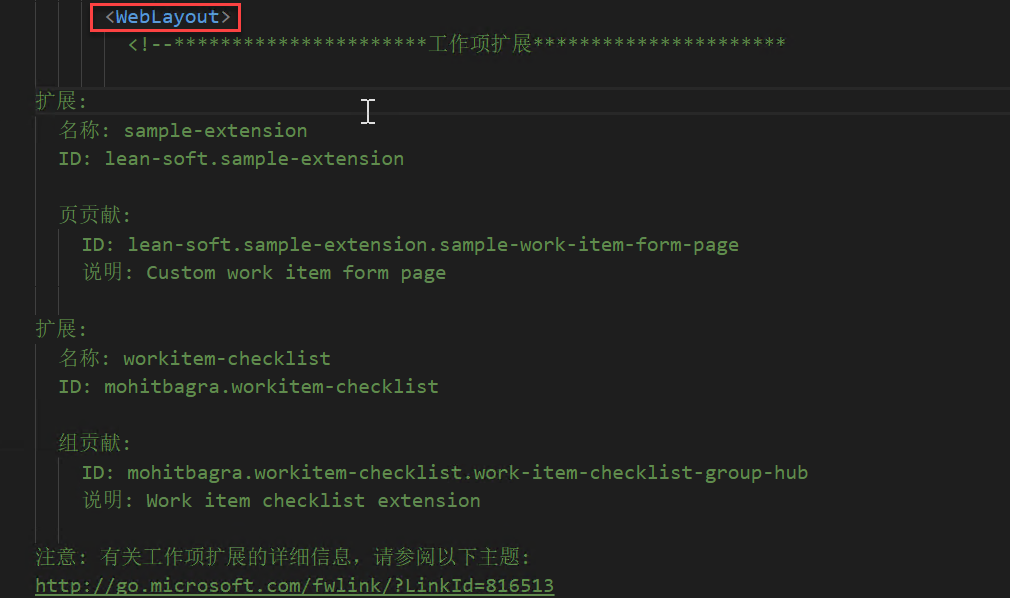 <WebLayout>
<!--**********************工作项扩展**********************
扩展:
名称: sample-extension
ID: lean-soft.sample-extension
页贡献:
ID: lean-soft.sample-extension.sample-work-item-form-page
说明: Custom work item form page
扩展:
名称: workitem-checklist
ID: mohitbagra.workitem-checklist
组贡献:
ID: mohitbagra.workitem-checklist.work-item-checklist-group-hub
说明: Work item checklist extension
注意: 有关工作项扩展的详细信息，请参阅以下主题:
http://go.microsoft.com/fwlink/?LinkId=816513